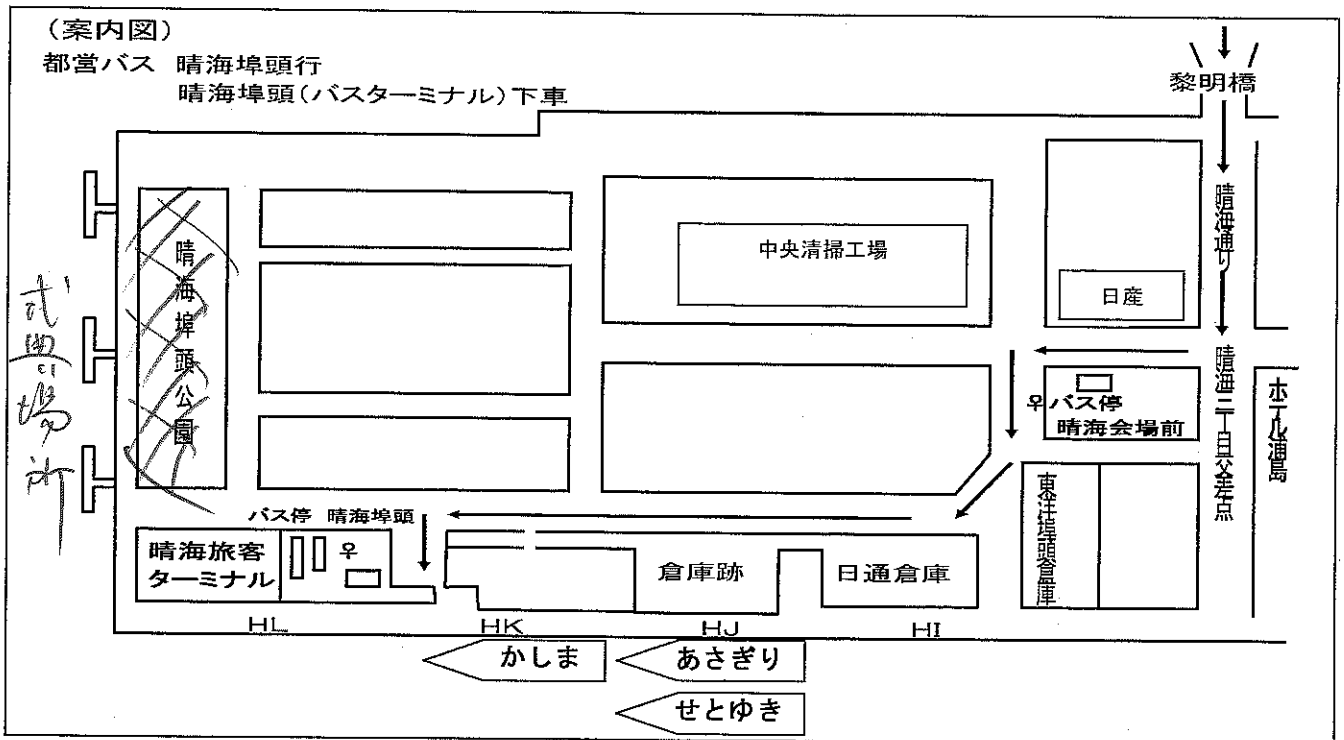 (案内図)
都営バス 晴海埠頭行
晴海埠頭(バスターミナル)下車
黎明橋
晴海通り
中央清掃工場
日産
晴海埠頭公園
式典場所
晴海三丁目交差点
ホテル浦島
バス停
晴海会場前
東洋埠頭倉庫
バス停 晴海埠頭
晴海旅客
ターミナル
倉庫跡
日通倉庫
HL
HK
HJ
HI
かしま
あさぎり
せとゆき